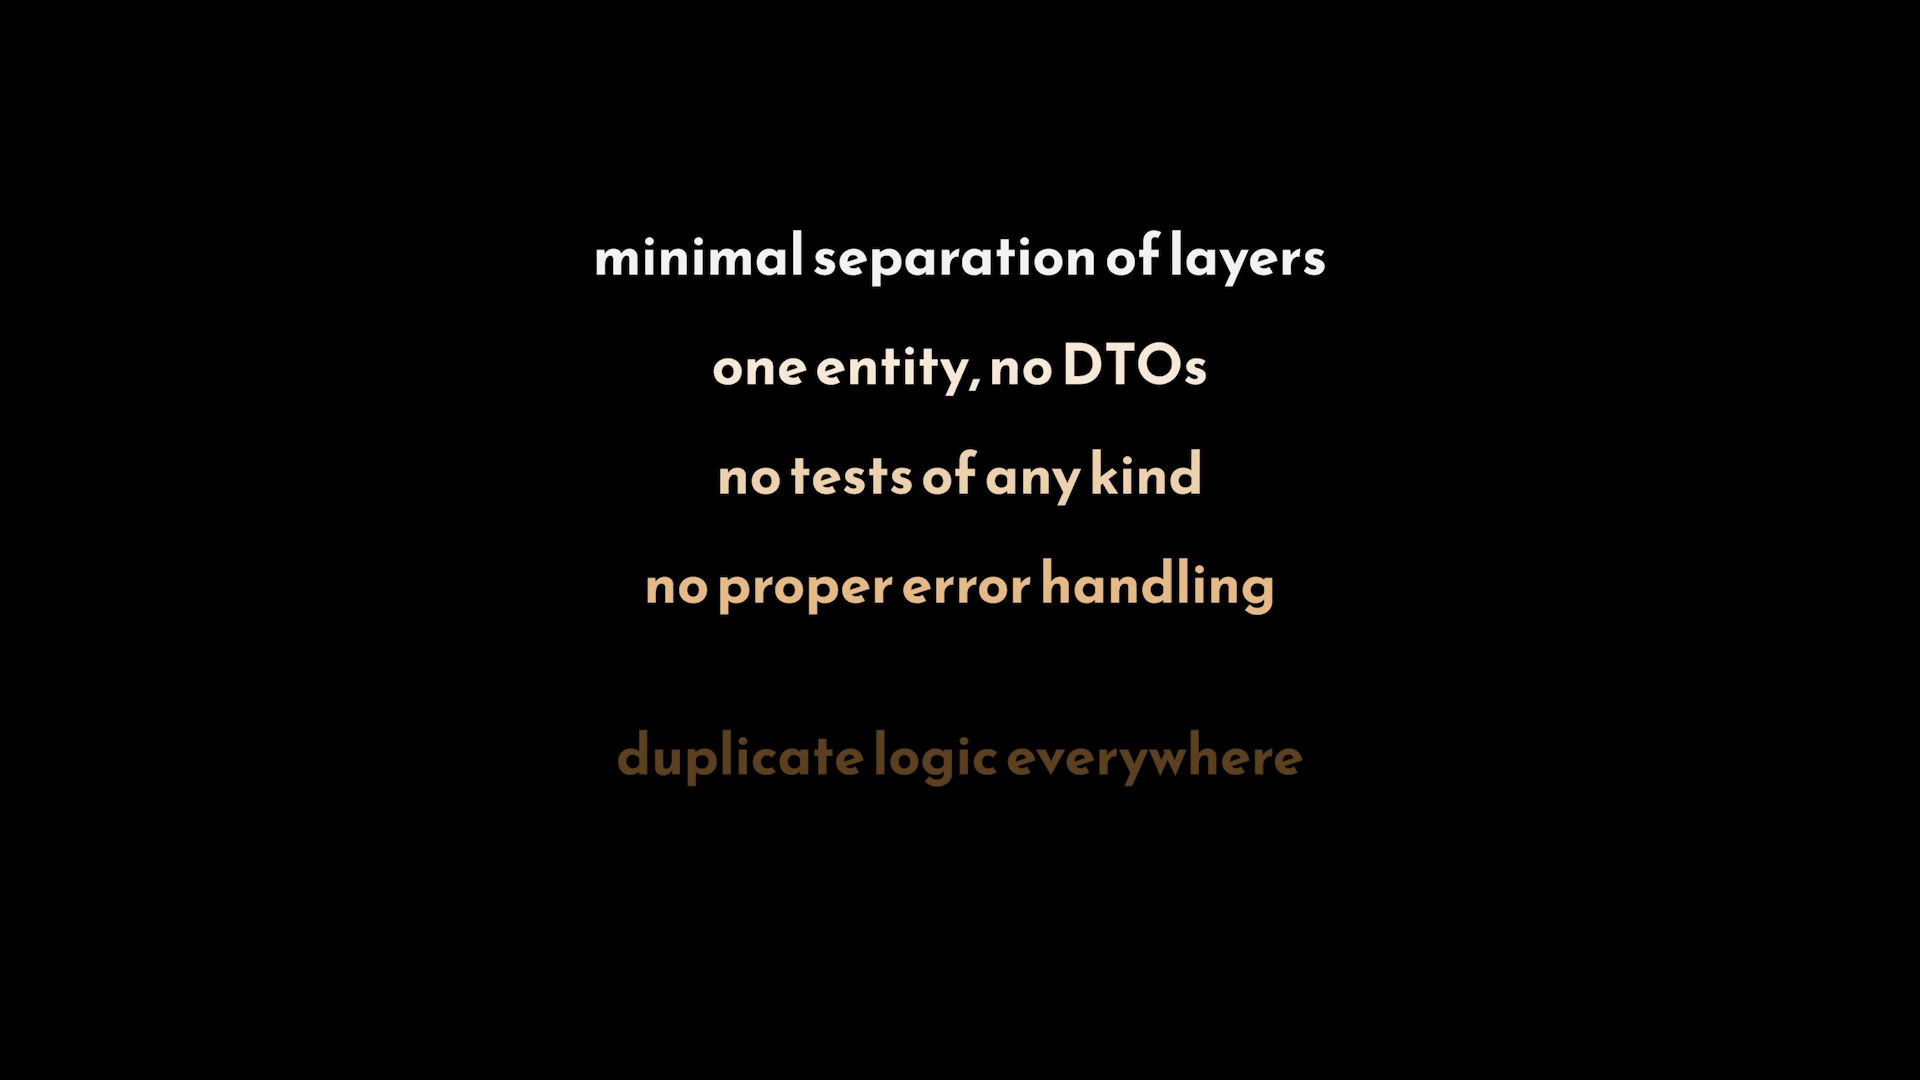 minimal separation of layers
one entity, no DTOs
no tests of any kind
no proper error handling
duplicate logic everywhere